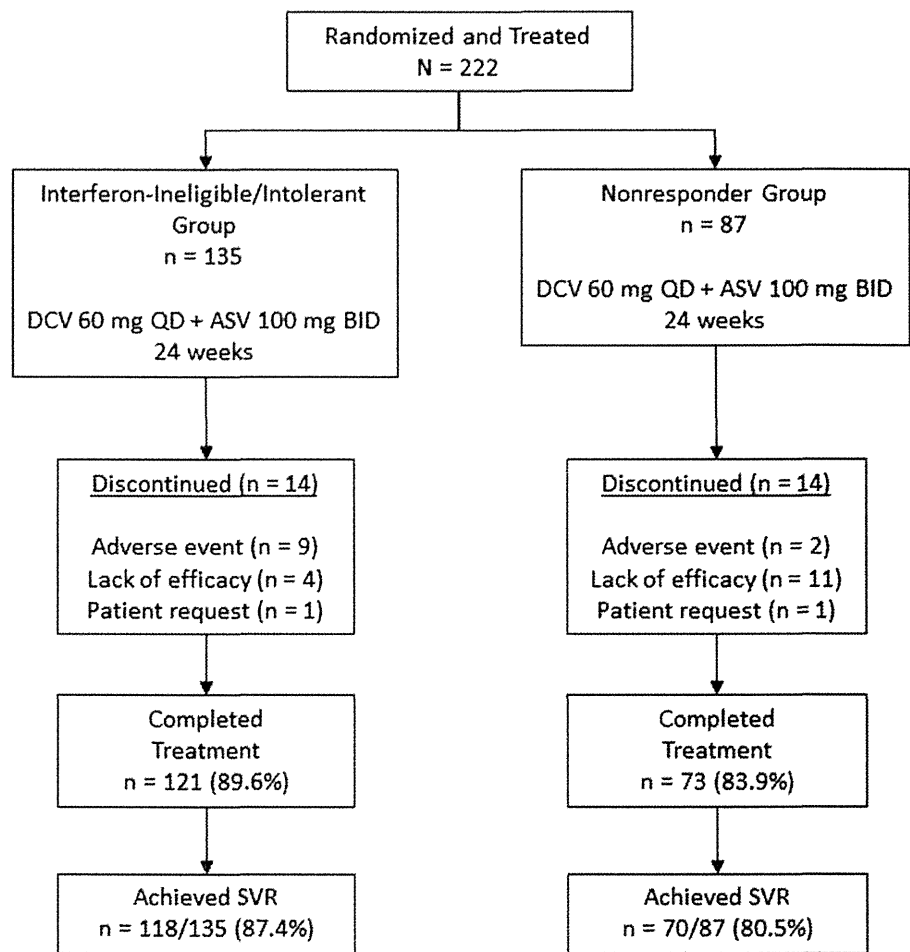 Randomized and Treated
N = 222
Interferon-Ineligible/Intolerant
Group
n = 135
DCV 60 mg QD + ASV 100 mg BID
24 weeks
Nonresponder Group
n = 87
DCV 60 mg QD + ASV 100 mg BID
24 weeks
Discontinued (n = 14)
Adverse event (n = 9)
Lack of efficacy (n = 4)
Patient request (n = 1)
Discontinued (n = 14)
Adverse event (n = 2)
Lack of efficacy (n = 11)
Patient request (n = 1)
Completed
Treatment
n = 121 (89.6%)
Completed
Treatment
n = 73 (83.9%)
Achieved SVR
n = 118/135 (87.4%)
Achieved SVR
n = 70/87 (80.5%)